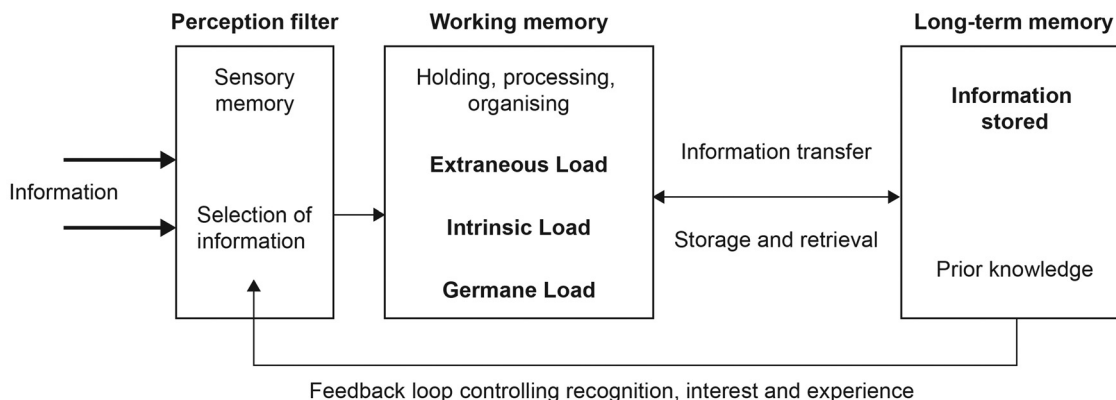 Perception filter
Sensory
memory
Information
Selection of
information
Working memory
Holding, processing,
organising
Extraneous Load
Intrinsic Load
Germane Load
Information transfer
Storage and retrieval
Long-term memory
Information
stored
Prior knowledge
Feedback loop controlling recognition, interest and experience